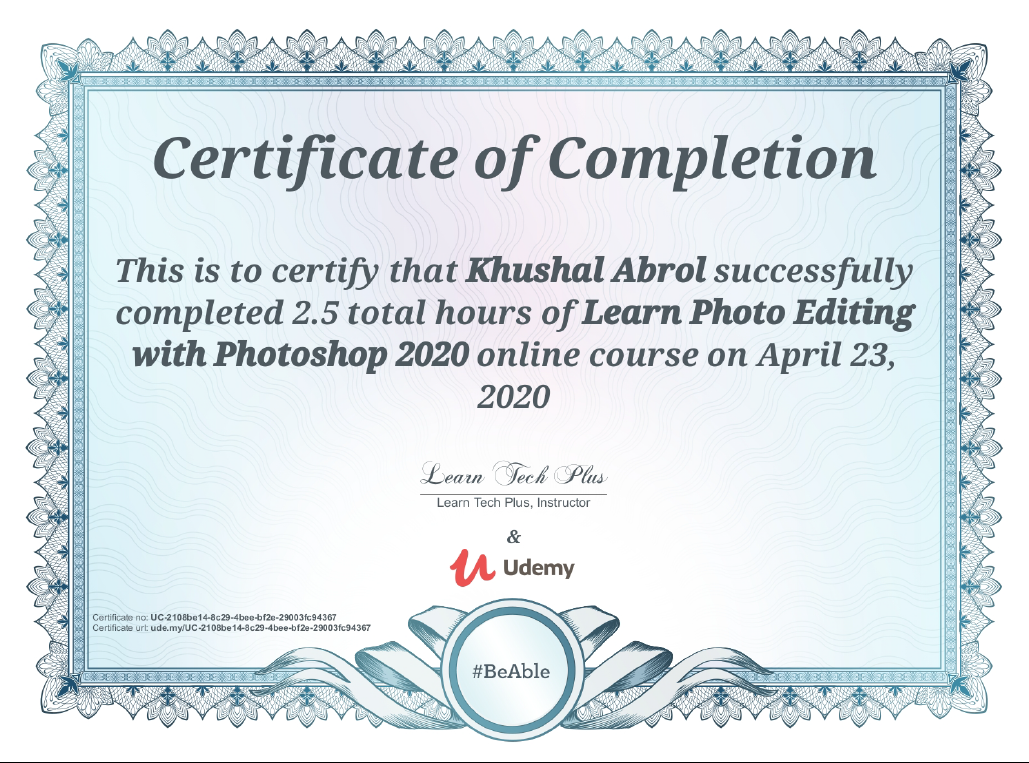 Certificate of Completion
This is to certify that Khushal Abrol successfully
completed 2.5 total hours of Learn Photo Editing
with Photoshop 2020 online course on April 23,
2020
Learn Tech Plus
Learn Tech Plus, Instructor
&
Udemy
Certificate no: UC-2108be14-8c29-4bee-bf2e-29003fc94367
Certificate url: ude.my/UC-2108be14-8c29-4bee-bf2e-29003fc94367
#BeAble